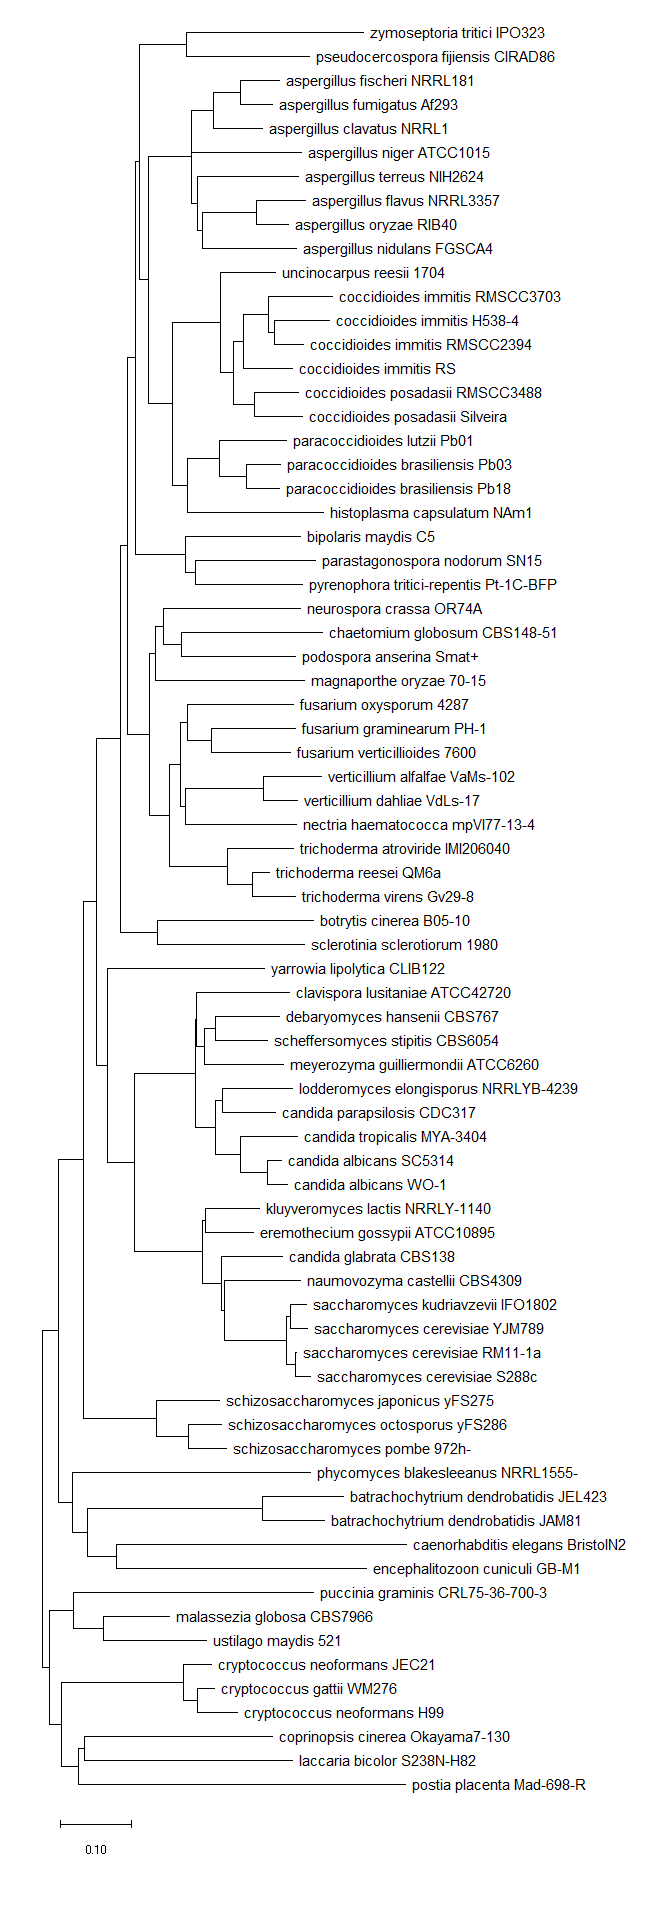 zymoseptoria tritici IPO323
pseudocercospora fijiensis CIRAD86
aspergillus fischeri NRRL181
aspergillus fumigatus Af293
aspergillus clavatus NRRL1
aspergillus niger ATCC1015
aspergillus terreus NIH2624
aspergillus flavus NRRL3357
aspergillus oryzae RIB40
aspergillus nidulans FGSCA4
uncinocarpus reesii 1704
coccidioides immitis RMSCC3703
coccidioides immitis H538-4
coccidioides immitis RMSCC2394
coccidioides immitis RS
coccidioides posadasii RMSCC3488
coccidioides posadasii Silveira
paracoccidioides lutzii Pb01
paracoccidioides brasiliensis Pb03
paracoccidioides brasiliensis Pb18
histoplasma capsulatum NAm1
bipolaris maydis C5
parastagonospora nodorum SN15
pyrenophora tritici-repentis Pt-1C-BFP
neurospora crassa OR74A
chaetomium globosum CBS148-51
podospora anserina Smat+
magnaporthe oryzae 70-15
fusarium oxysporum 4287
fusarium graminearum PH-1
fusarium verticillioides 7600
verticillium alfalfae VaMs-102
verticillium dahliae VdLs-17
nectria haematococca mpVI77-13-4
trichoderma atroviride IMI206040
trichoderma reesei QM6a
trichoderma virens Gv29-8
botrytis cinerea B05-10
sclerotinia sclerotiorum 1980
yarrowia lipolytica CLIB122
clavispora lusitaniae ATCC42720
debaryomyces hansenii CBS767
scheffersomyces stipitis CBS6054
meyerozyma guilliermondii ATCC6260
lodderomyces elongisporus NRRLYB-4239
candida parapsilosis CDC317
candida tropicalis MYA-3404
candida albicans SC5314
candida albicans WO-1
kluyveromyces lactis NRRLY-1140
eremothecium gossypii ATCC10895
candida glabrata CBS138
naumovozyma castellii CBS4309
saccharomyces kudriavzevii IFO1802
saccharomyces cerevisiae YJM789
saccharomyces cerevisiae RM11-1a
saccharomyces cerevisiae S288c
schizosaccharomyces japonicus yFS275
schizosaccharomyces octosporus yFS286
schizosaccharomyces pombe 972h-
phycomyces blakesleeanus NRRL1555-
batrachochytrium dendrobatidis JEL423
batrachochytrium dendrobatidis JAM81
caenorhabditis elegans BristolN2
encephalitozoon cuniculi GB-M1
puccinia graminis CRL75-36-700-3
malassezia globosa CBS7966
ustilago maydis 521
cryptococcus neoformans JEC21
cryptococcus gattii WM276
cryptococcus neoformans H99
coprinopsis cinerea Okayama7-130
laccaria bicolor S238N-H82
postia placenta Mad-698-R
0.10